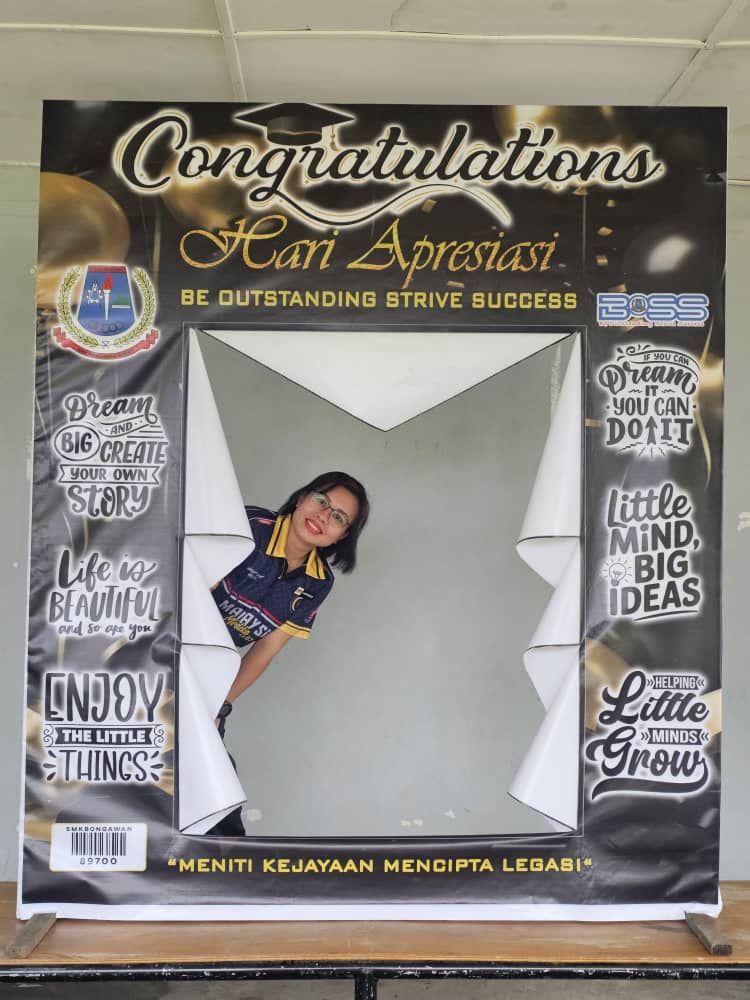 Congratulations
Hari Apresiasi
BE OUTSTANDING STRIVE SUCCESS
BOSS
Dream
AND
BIG CREATE
YOUR OWN
STORY
Life is
BEAUTIFUL
and so are you
ENJOY
THE LITTLE
THINGS
IF YOU CAN
Dream
IT
YOU CAN
DO IT
Little
MIND,
BIG
IDEAS
HELPING
Little
MINDS
Grow
MALAYSIA
SMKBONGAWAN
89700
"MENITI KEJAYAAN MENCIPTA LEGASI"